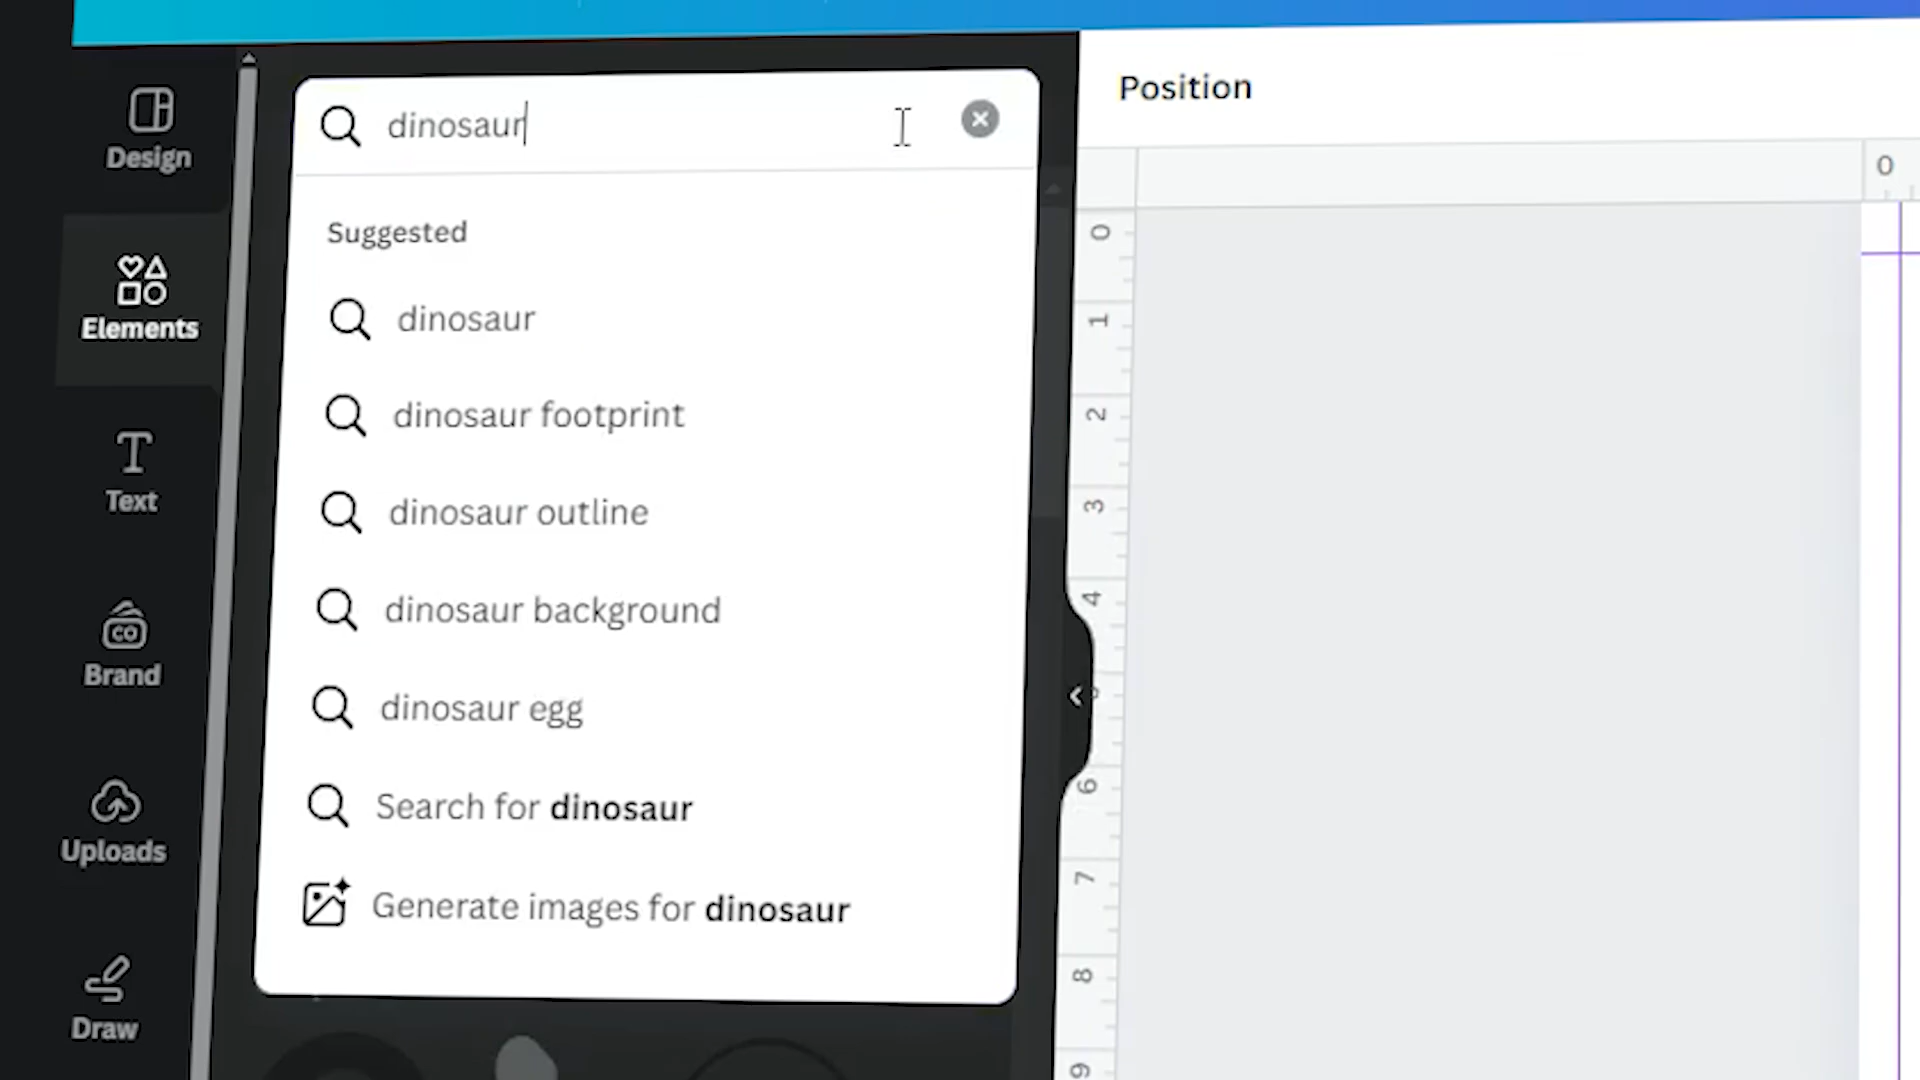 Design
Elements
Text
Brand
CO
Uploads
Draw
dinosaur
Suggested
dinosaur
dinosaur footprint
dinosaur outline
dinosaur background
dinosaur egg
Search for dinosaur
Generate images for dinosaur
Position
0
0
1
2
3
4
6
7
8
9